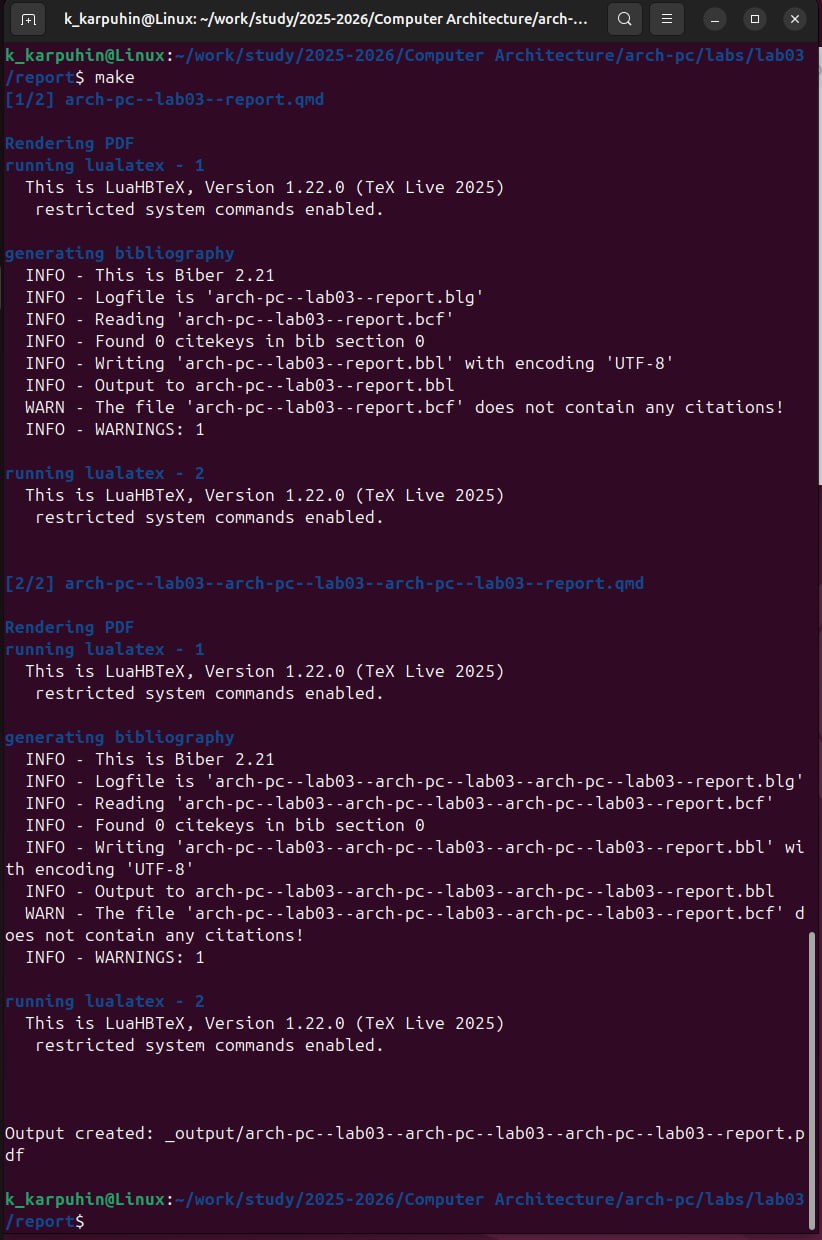 k_karpuhin@Linux: ~/work/study/2025-2026/Computer Architecture/arch-...
k_karpuhin@Linux:~/work/study/2025-2026/Computer Architecture/arch-pc/labs/lab03
/report$ make
[1/2] arch-pc--lab03--report.qmd
Rendering PDF
running lualatex - 1
This is LuaHBTeX, Version 1.22.0 (TeX Live 2025)
restricted system commands enabled.
generating bibliography
INFO - This is Biber 2.21
INFO - Logfile is 'arch-pc--lab03--report.blg'
INFO - Reading 'arch-pc--lab03--report.bcf'
INFO - Found 0 citekeys in bib section 0
INFO - Writing 'arch-pc--lab03--report.bbl' with encoding 'UTF-8'
INFO - Output to arch-pc--lab03--report.bbl
WARN - The file 'arch-pc--lab03--report.bcf' does not contain any citations!
INFO - WARNINGS: 1
running lualatex - 2
This is LuaHBTeX, Version 1.22.0 (TeX Live 2025)
restricted system commands enabled.
[2/2] arch-pc--lab03--arch-pc--lab03--arch-pc--lab03--report.qmd
Rendering PDF
running lualatex - 1
This is LuaHBTeX, Version 1.22.0 (TeX Live 2025)
restricted system commands enabled.
generating bibliography
INFO - This is Biber 2.21
INFO - Logfile is 'arch-pc--lab03--arch-pc--lab03--arch-pc--lab03--report.blg'
INFO - Reading 'arch-pc--lab03--arch-pc--lab03--arch-pc--lab03--report.bcf'
INFO - Found 0 citekeys in bib section 0
INFO - Writing 'arch-pc--lab03--arch-pc--lab03--arch-pc--lab03--report.bbl' wi
th encoding 'UTF-8'
INFO - Output to arch-pc--lab03--arch-pc--lab03--arch-pc--lab03--report.bbl
WARN - The file 'arch-pc--lab03--arch-pc--lab03--arch-pc--lab03--report.bcf' d
oes not contain any citations!
INFO - WARNINGS: 1
running lualatex - 2
This is LuaHBTeX, Version 1.22.0 (TeX Live 2025)
restricted system commands enabled.
Output created: _output/arch-pc--lab03--arch-pc--lab03--arch-pc--lab03--report.p
df
k_karpuhin@Linux:~/work/study/2025-2026/Computer Architecture/arch-pc/labs/lab03
/report$